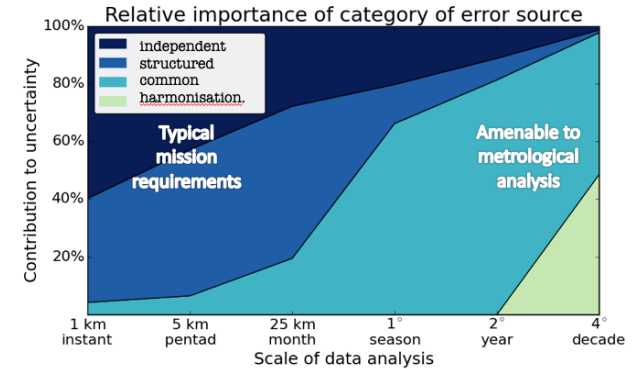 Relative importance of category of error source
100%
80%
60%
40%
20%
Contribution to uncertainty
independent
structured
common
harmonisation.
Typical
mission
requirements
Amenable to
metrological
analysis
1 km
instant
5 km
pentad
25 km
month
1°
season
2°
year
4°
decade
Scale of data analysis